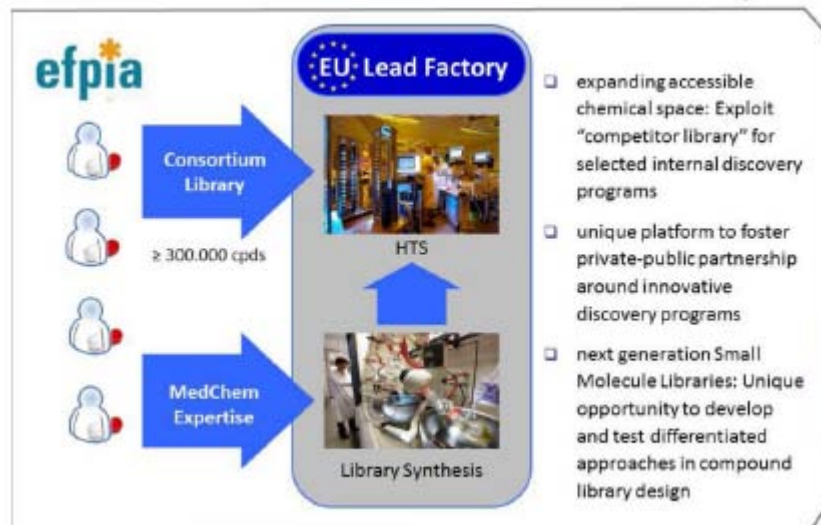 efpia
EU Lead Factory
Consortium
Library
≥ 300.000 cpds
MedChem
Expertise
HTS
Library Synthesis
expanding accessible
chemical space: Exploit
“competitor library” for
selected internal discovery
programs
unique platform to foster
private-public partnership
around innovative
discovery programs
next generation Small
Molecule Libraries: Unique
opportunity to develop
and test differentiated
approaches in compound
library design